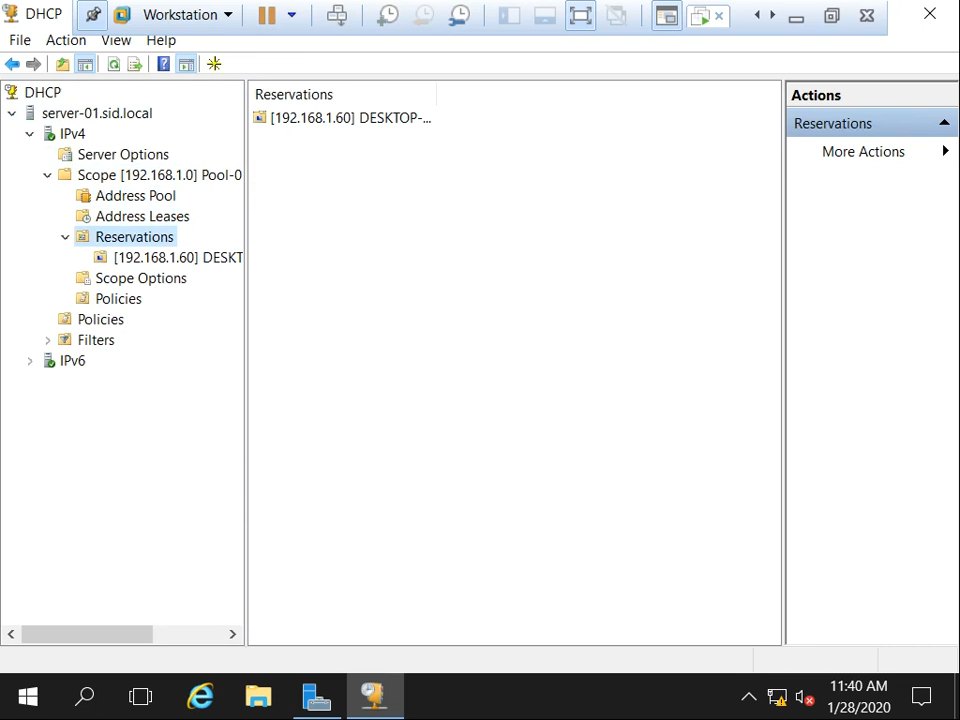 DHCP
Workstation
File Action View Help
DHCP
server-01.sid.local
IPv4
Server Options
Scope [192.168.1.0] Pool-0
Address Pool
Address Leases
Reservations
[192.168.1.60] DESKT
Scope Options
Policies
Policies
Filters
IPv6
Reservations
[192.168.1.60] DESKTOP-...
Actions
Reservations
More Actions
11:40 AM
1/28/2020